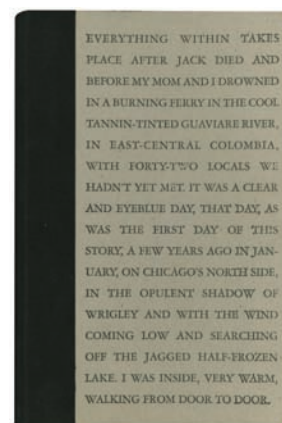 EVERYTHING WITHIN TAKES
PLACE AFTER JACK DIED AND
BEFORE MY MOM AND I DROWNED
IN A BURNING FERRY IN THE COOL
TANNIN-TINTED GUAVIARE RIVER,
IN EAST-CENTRAL COLOMBIA,
WITH FORTY-TWO LOCALS WE
HADN'T YET MET. IT WAS A CLEAR
AND EYEBLUE DAY, THAT DAY, AS
WAS THE FIRST DAY OF THIS
STORY, A FEW YEARS AGO IN JAN-
UARY, ON CHICAGO'S NORTH SIDE,
IN THE OPULENT SHADOW OF
WRIGLEY AND WITH THE WIND
COMING LOW AND SEARCHING
OFF THE JAGGED HALF-FROZEN
LAKE. I WAS INSIDE, VERY WARM,
WALKING FROM DOOR TO DOOR.